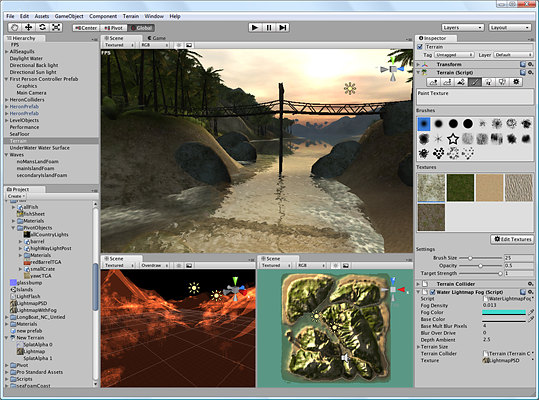 File Edit Assets GameObject Component Terrain Window Help
Center Pivot Global
Layers
Layout
Hierarchy
FPS
AllSeagulls
Daylight Water
Directional Back light
Directional Sun light
First Person Controller Prefab
Graphics
Main Camera
HeronColliders
HeronPrefab
HeronPrefab
LevelObjects
Performance
SeaFloor
Terrain
UnderWater Water Surface
Waves
noMansLandFoam
mainIslandFoam
secondaryIslandFoam
Project
Create
allFish
fishSheet
Materials
PivotObjects
allCountryLights
barrel
highWayLightPost
Materials
redBarrelTGA
smallCrate
yawcTGA
glassbump
Islands
LightFlash
LightmapPSD
LightmapWithFog
LongBoat_NC_Untied
Materials
new prefab
New Terrain
SplatAlpha 0
Lightmap
SplatAlpha 1
Pivot
Pro Standard Assets
Scripts
seaFoamCoast
Scene
Game
Textured
RGB
FPS
Scene
Textured
Overdraw
Scene
Textured
RGB
Inspector
Terrain
Tag Untagged
Layer Default
Transform
Terrain (Script)
Paint Texture
Brushes
Textures
Edit Textures
Settings
Brush Size 25
Opacity 0.5
Target Strength 1
Terrain Collider
Water Lightmap Fog (Script)
Script WaterLightmapFog
Fog Density 0.013
Fog Color
Base Color
Base Mult Blur Pixels 4
Blur Over Drive 0
Depth Ambient 2.5
Terrain Size
Terrain Collider Terrain (Terrain C
Texture LightmapPSD